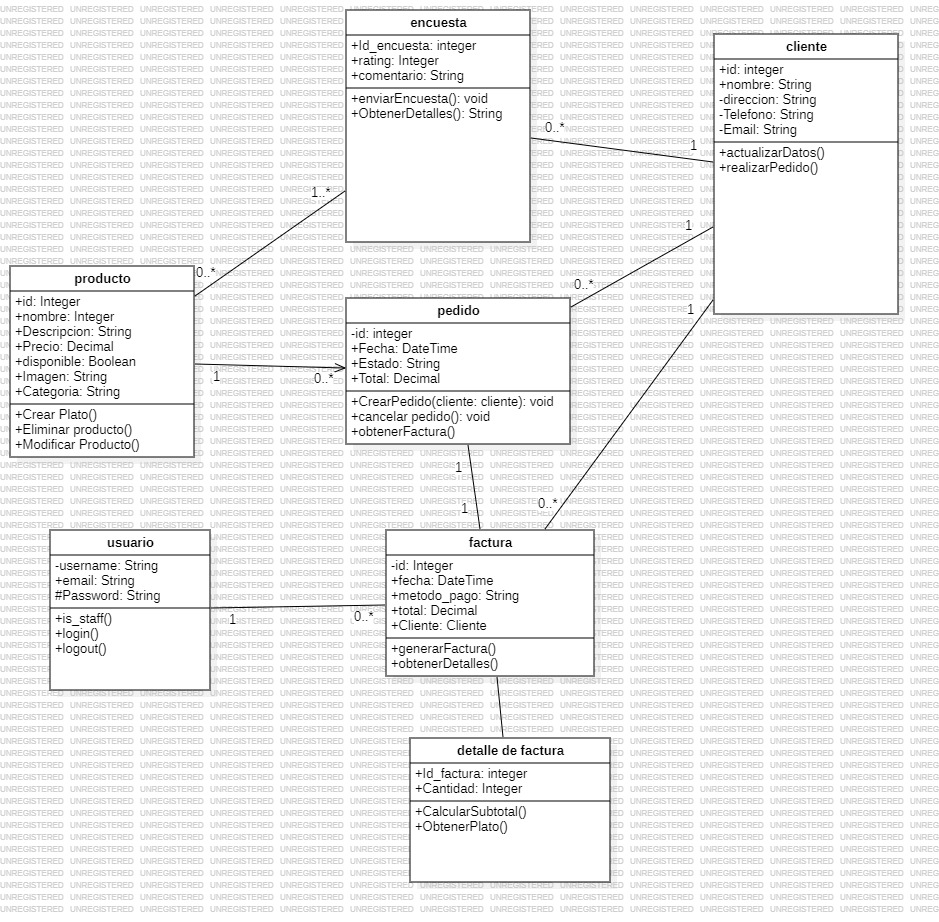 encuesta
+Id_encuesta: integer
+rating: Integer
+comentario: String
+enviarEncuesta(): void
+ObtenerDetalles(): String
cliente
+id: integer
+nombre: String
-direccion: String
-Telefono: String
-Email: String
+actualizarDatos()
+realizarPedido()
0..*
1
1..*
0..*
1
0..*
1
producto
+id: Integer
+nombre: Integer
+Descripcion: String
+Precio: Decimal
+disponible: Boolean
+Imagen: String
+Categoria: String
+Crear Plato()
+Eliminar producto()
+Modificar Producto()
1
0..*
pedido
-id: integer
+Fecha: DateTime
+Estado: String
+Total: Decimal
+CrearPedido(cliente: cliente): void
+cancelar pedido(): void
+obtenerFactura()
1
1
0..*
usuario
-username: String
+email: String
#Password: String
+is_staff()
+login()
+logout()
1
0..*
factura
-id: Integer
+fecha: DateTime
+metodo_pago: String
+total: Decimal
+Cliente: Cliente
+generarFactura()
+obtenerDetalles()
detalle de factura
+Id_factura: integer
+Cantidad: Integer
+CalcularSubtotal()
+ObtenerPlato()
UNREGISTERED